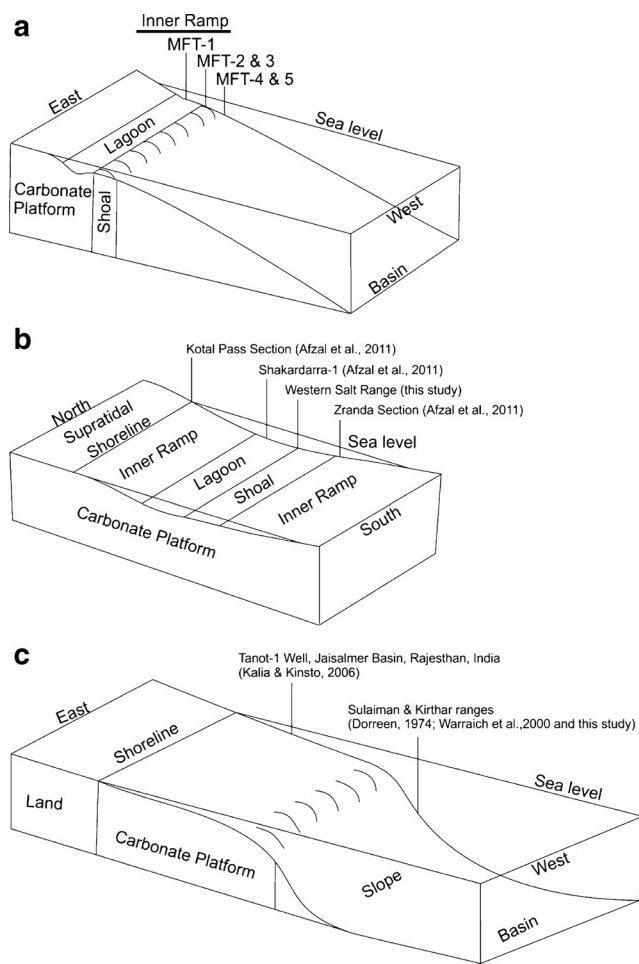 a
Inner Ramp
MFT-1
MFT-2 & 3
MFT-4 & 5
East
Lagoon
Sea level
Carbonate
Platform
Shoal
West
Basin
b
Kotal Pass Section (Afzal et al., 2011)
Shakardarra-1 (Afzal et al., 2011)
Western Salt Range (this study)
Zranda Section (Afzal et al., 2011)
North
Supratidal
Shoreline
Sea level
Inner Ramp
Lagoon
Shoal
Inner Ramp
South
Carbonate Platform
c
Tanot-1 Well, Jaisalmer Basin, Rajesthan, India
(Kalia & Kinsto, 2006)
Sulaiman & Kirthar ranges
(Dorreen, 1974; Warraich et al.,2000 and this study)
East
Shoreline
Sea level
Land
Carbonate Platform
Slope
West
Basin